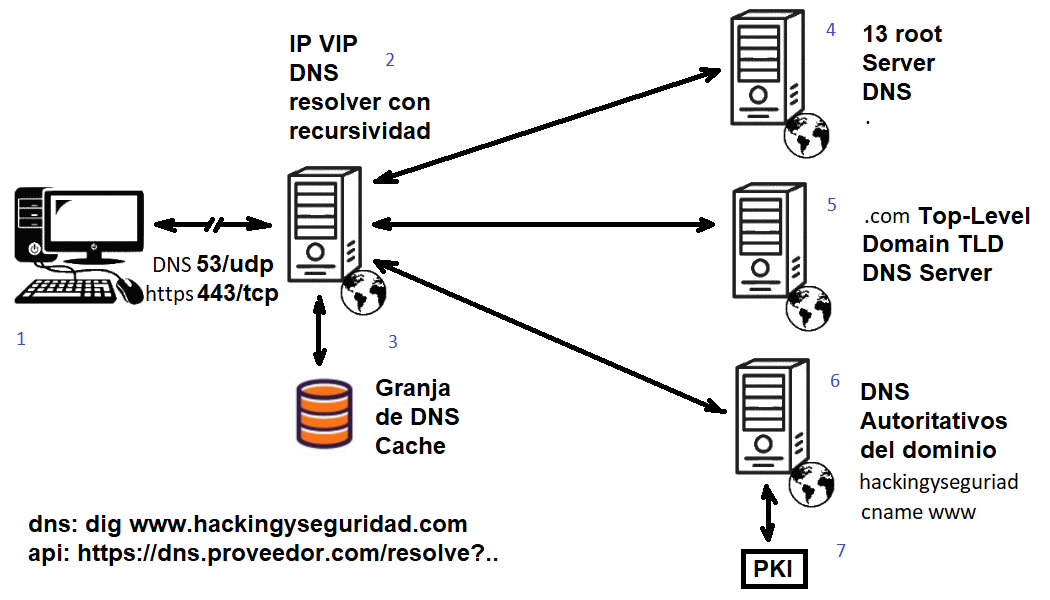 IP VIP
DNS
resolver con
recursividad
2
4
13 root
Server
DNS
.
DNS 53/udp
https 443/tcp
1
3
Granja
de DNS
Cache
5
.com Top-Level
Domain TLD
DNS Server
6
DNS
Autoritativos
del dominio
hackingyseguriad
cname www
7
PKI
dns: dig www.hackingyseguridad.com
api: https://dns.proveedor.com/resolve?..